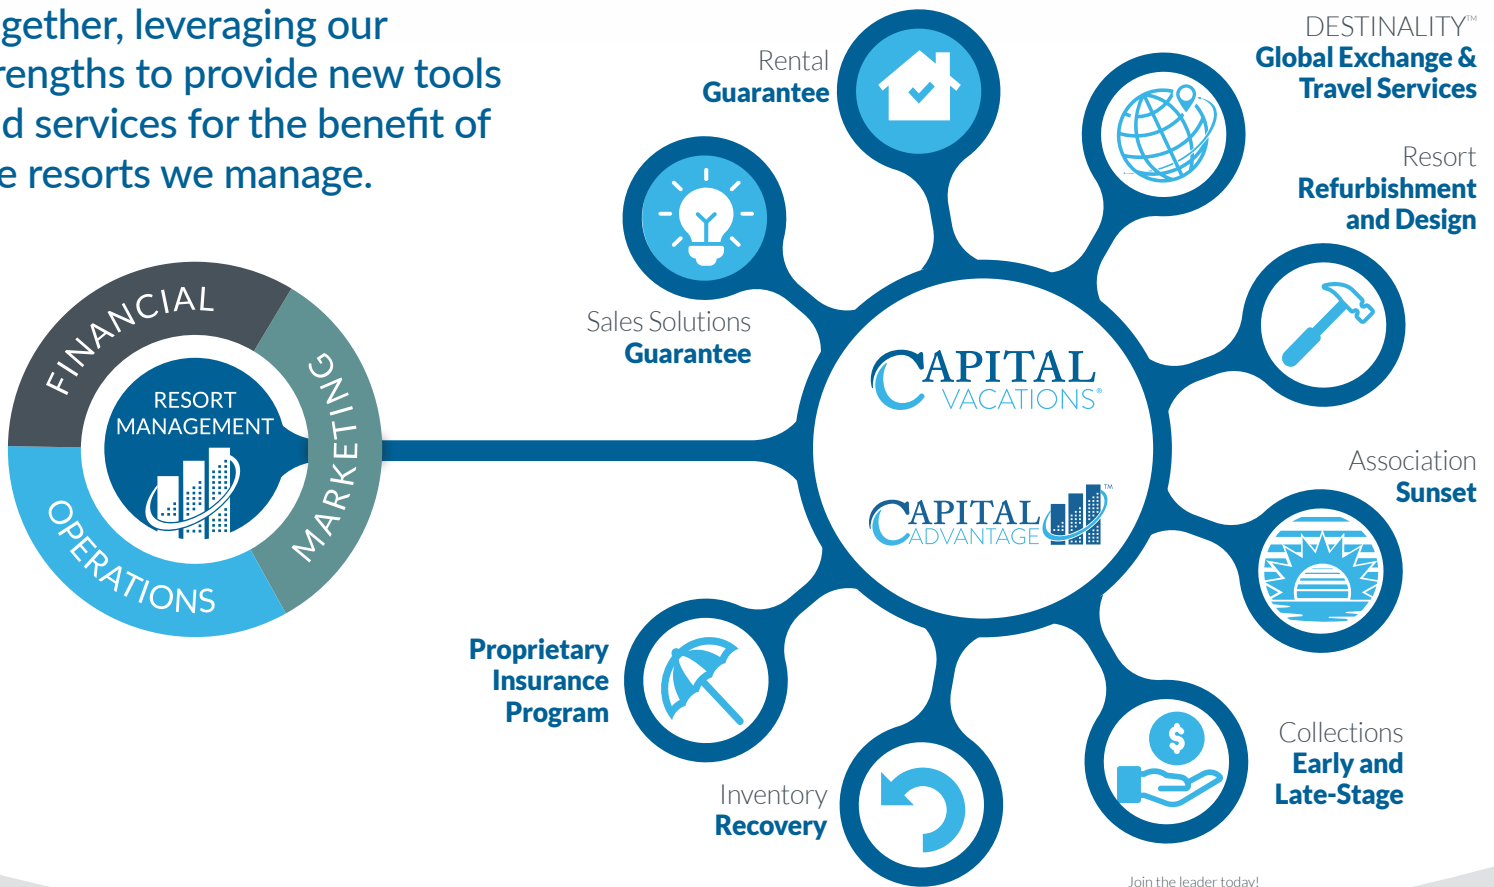 gether, leveraging our
rengths to provide new tools
d services for the benefit of
e resorts we manage.
FINANCIAL
MARKETING
OPERATIONS
RESORT
MANAGEMENT
Rental
Guarantee
DESTINALITY™
Global Exchange &
Travel Services
Resort
Refurbishment
and Design
Sales Solutions
Guarantee
CAPITAL
VACATIONS®
CAPITAL
ADVANTAGE™
Association
Sunset
Proprietary
Insurance
Program
Inventory
Recovery
$
Collections
Early and
Late-Stage
Join the leader today!